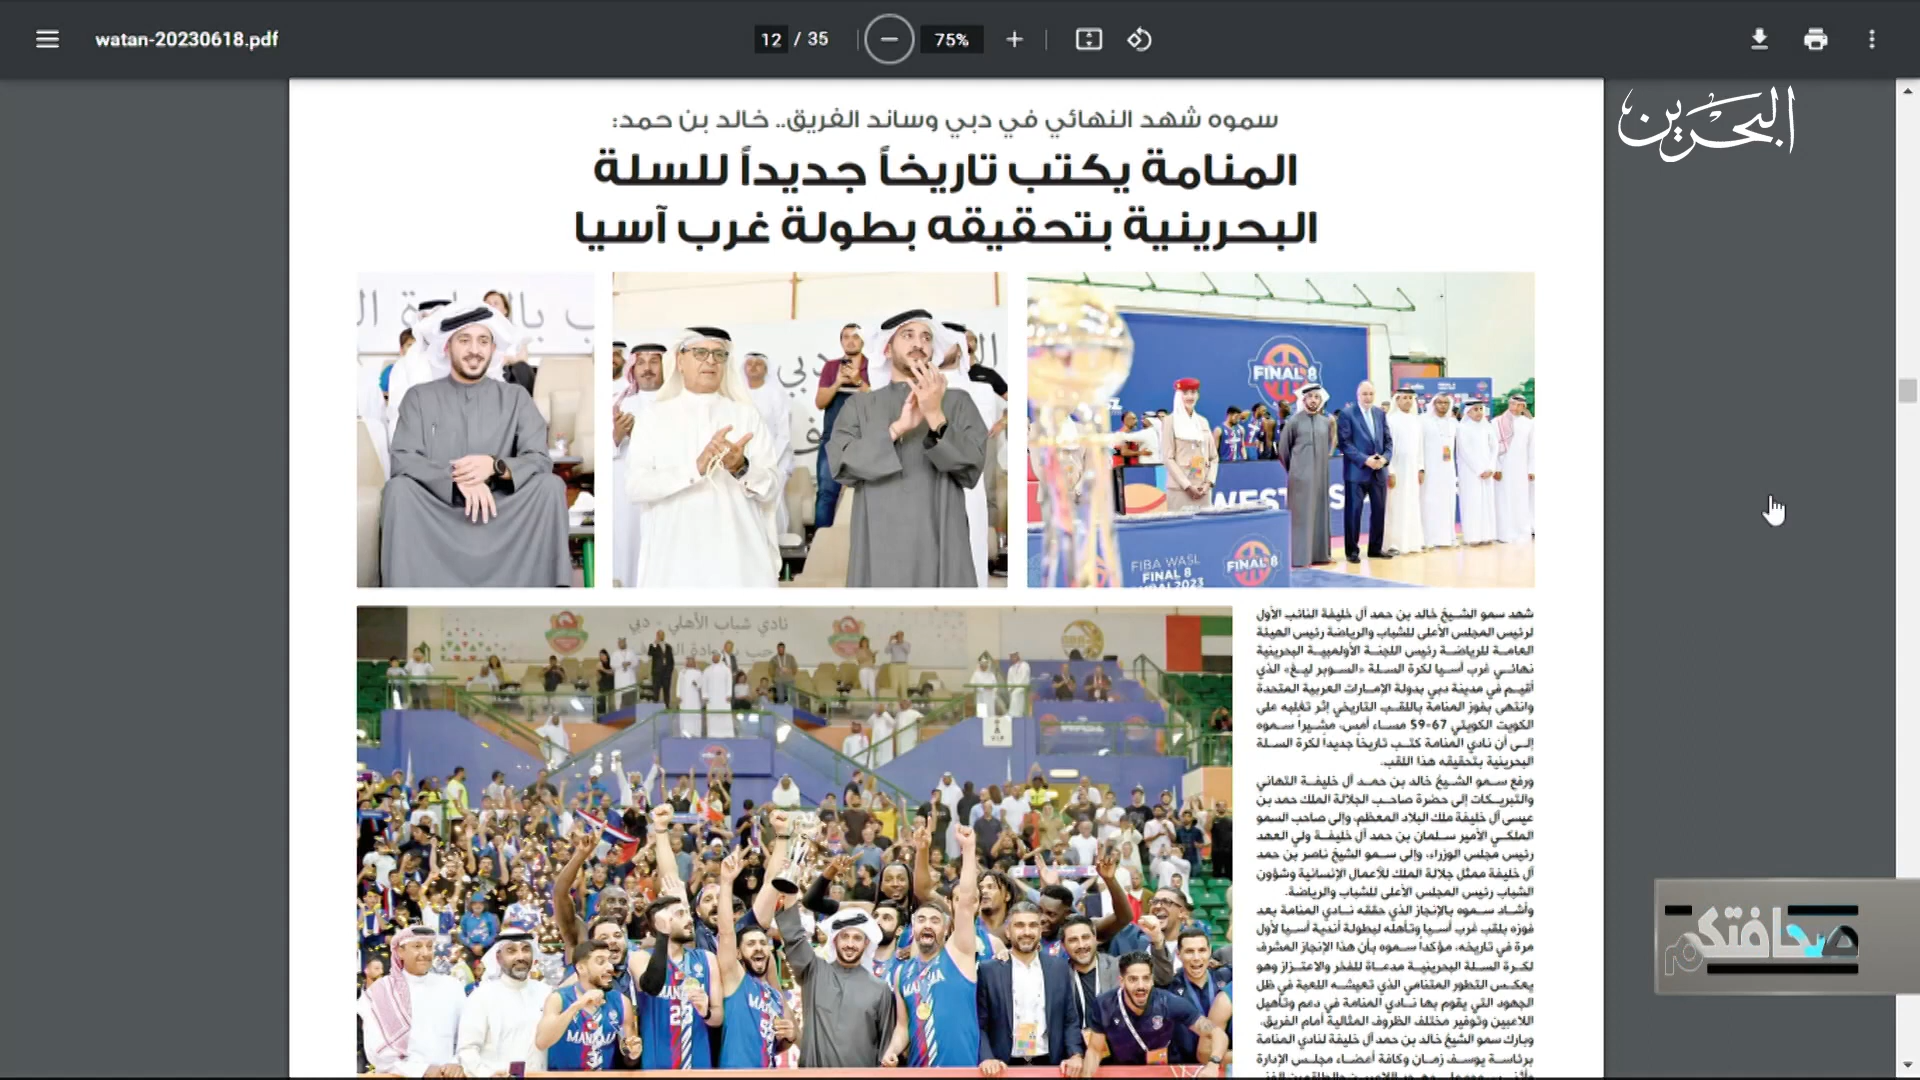 watan-20230618.pdf
12 / 35
75%
البحرين
سموه شهد النهائي في دبي وساند الفريق.. خالد بن حمد:
المنامة يكتب تاريخاً جديداً للسلة
البحرينية بتحقيقه بطولة غرب آسيا
FINAL 8
WEST
FIBA WASL
FINAL 8
2023
FINAL 8
نادي شباب الأهلي - دبي
شهد سمو الشيخ خالد بن حمد آل خليفة النائب الأول
لرئيس المجلس الأعلى للشباب والرياضة رئيس الهيئة
العامة للرياضة رئيس اللجنة الأولمبية البحرينية
نهائي غرب آسيا لكرة السلة «السوبر ليغ» الذي
أقيم في مدينة دبي بدولة الإمارات العربية المتحدة
وانتهى بفوز المنامة باللقب التاريخي إثر تغلبه على
الكويت الكويتي 67-59 مساء أمس، مشيراً سموه
إلى أن نادي المنامة كتب تاريخاً جديداً لكرة السلة
البحرينية بتحقيقه هذا اللقب.
ورفع سمو الشيخ خالد بن حمد آل خليفة التهاني
والتبريكات إلى حضرة صاحب الجلالة الملك حمد بن
عيسى آل خليفة ملك البلاد المعظم، وإلى صاحب السمو
الملكي الأمير سلمان بن حمد آل خليفة ولي العهد
رئيس مجلس الوزراء، وإلى سمو الشيخ ناصر بن حمد
آل خليفة ممثل جلالة الملك للأعمال الإنسانية وشؤون
الشباب رئيس المجلس الأعلى للشباب والرياضة.
وأشاد سموه بالإنجاز الذي حققه نادي المنامة بعد
فوزه بلقب غرب آسيا وتأهله لبطولة أندية آسيا لأول
مرة في تاريخه، مؤكداً سموه بأن هذا الإنجاز المشرف
لكرة السلة البحرينية مدعاة للفخر والاعتزاز وهو
يعكس التطور المتنامي الذي تعيشه اللعبة في ظل
الجهود التي يقوم بها نادي المنامة في دعم وتأهيل
اللاعبين وتوفير مختلف الظروف المثالية أمام الفريق.
وبارك سمو الشيخ خالد بن حمد آل خليفة لنادي المنامة
برئاسة يوسف زمان وكافة أعضاء مجلس الإدارة
صحافتكم